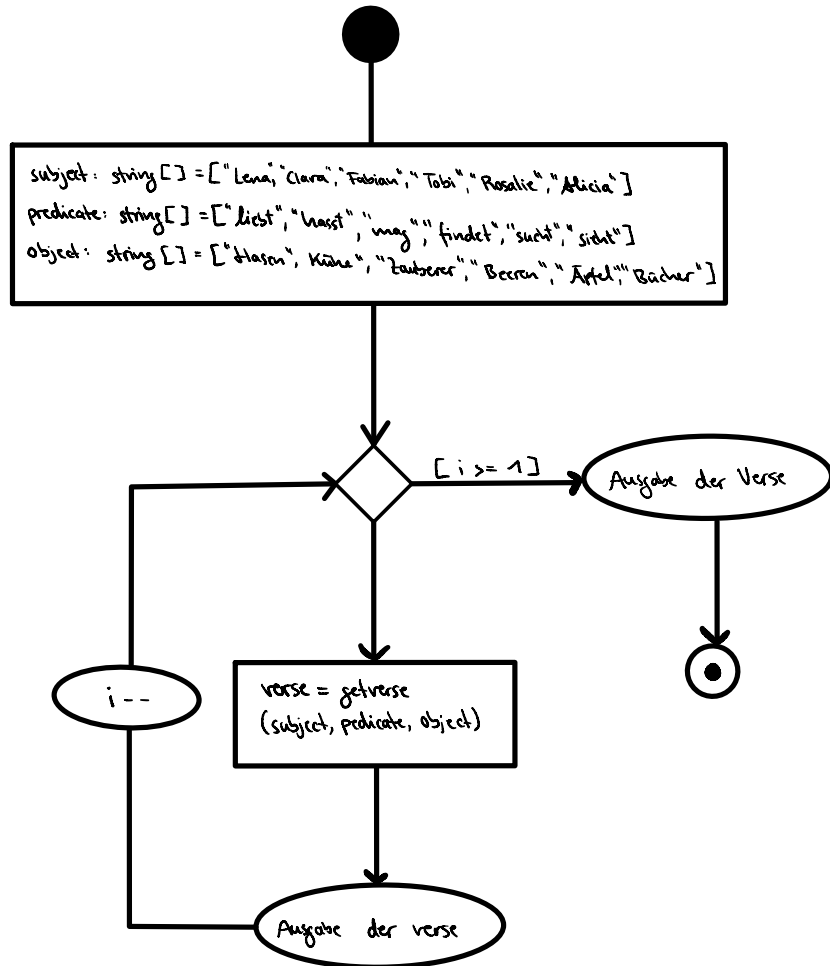 subject: string [ ] = ["Lena", "Clara", "Fabian", "Tobi", "Rosalie", "Alicia"]
predicate: string [ ] = ["liebt", "hasst", "mag", "findet", "sucht", "sieht"]
object: string [ ] = ["Hasen", Kühe", "Zauberer", "Beeren", "Äpfel", "Bücher"]
[ i >= 1 ]
Ausgabe der Verse
i --
verse = getverse
(subject, predicate, object)
Ausgabe der verse